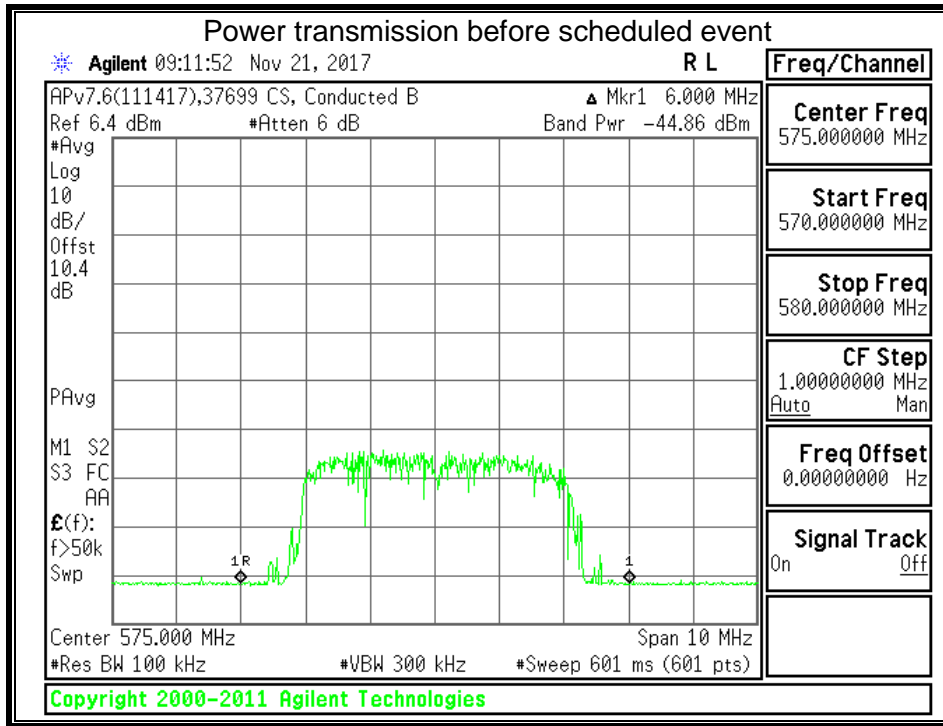 Power transmission before scheduled event
Agilent 09:11:52 Nov 21, 2017 R L
APv7.6(111417),37699 CS, Conducted B ▵ Mkr1 6.000 MHz
Ref 6.4 dBm #Atten 6 dB Band Pwr -44.86 dBm
#Avg
Log
10
dB/
Offst
10.4
dB
PAvg
M1 S2
S3 FC
AA
£(f):
f>50k
Swp
1R
1
Center 575.000 MHz Span 10 MHz
#Res BW 100 kHz #VBW 300 kHz #Sweep 601 ms (601 pts)
Copyright 2000-2011 Agilent Technologies
Freq/Channel
Center Freq
575.000000 MHz
Start Freq
570.000000 MHz
Stop Freq
580.000000 MHz
CF Step
1.00000000 MHz
Auto Man
Freq Offset
0.00000000 Hz
Signal Track
On Off